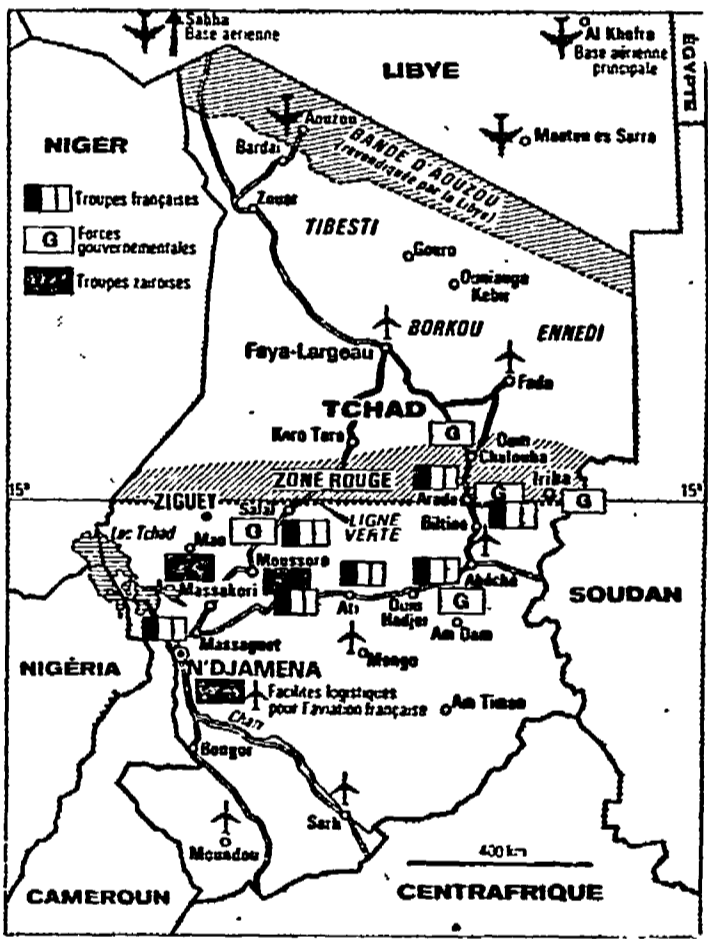 Sabha
Base aérienne
Al Khofra
Base aérienne
principale
ÉGYPTE
LIBYE
NIGER
Aouzou
Bardai
Maaten es Sarra
BANDE D'AOUZOU
(revendiquée par la Libye)
Troupes françaises
G
Forces
gouvernementales
Troupes zaïroises
Zouar
TIBESTI
Gouro
Ounianga
Kebir
BORKOU
ENNEDI
Faya-Largeau
Fada
TCHAD
G
Koro Toro
Oum
Chalouba
ZONE ROUGE
Arada
Iriba
15°
15°
ZIGUEY
Salal
LIGNE
VERTE
G
G
G
Biltine
Lac Tchad
Mao
Moussoro
Massakori
Ati
Oum
Hadjer
Abéché
G
Am Dam
SOUDAN
Massaguet
Mongo
NIGÉRIA
N'DJAMENA
Facilités logistiques
pour l'aviation française
Am Timan
Chari
Bongor
Sarh
Moundou
400 km
CAMEROUN
CENTRAFRIQUE